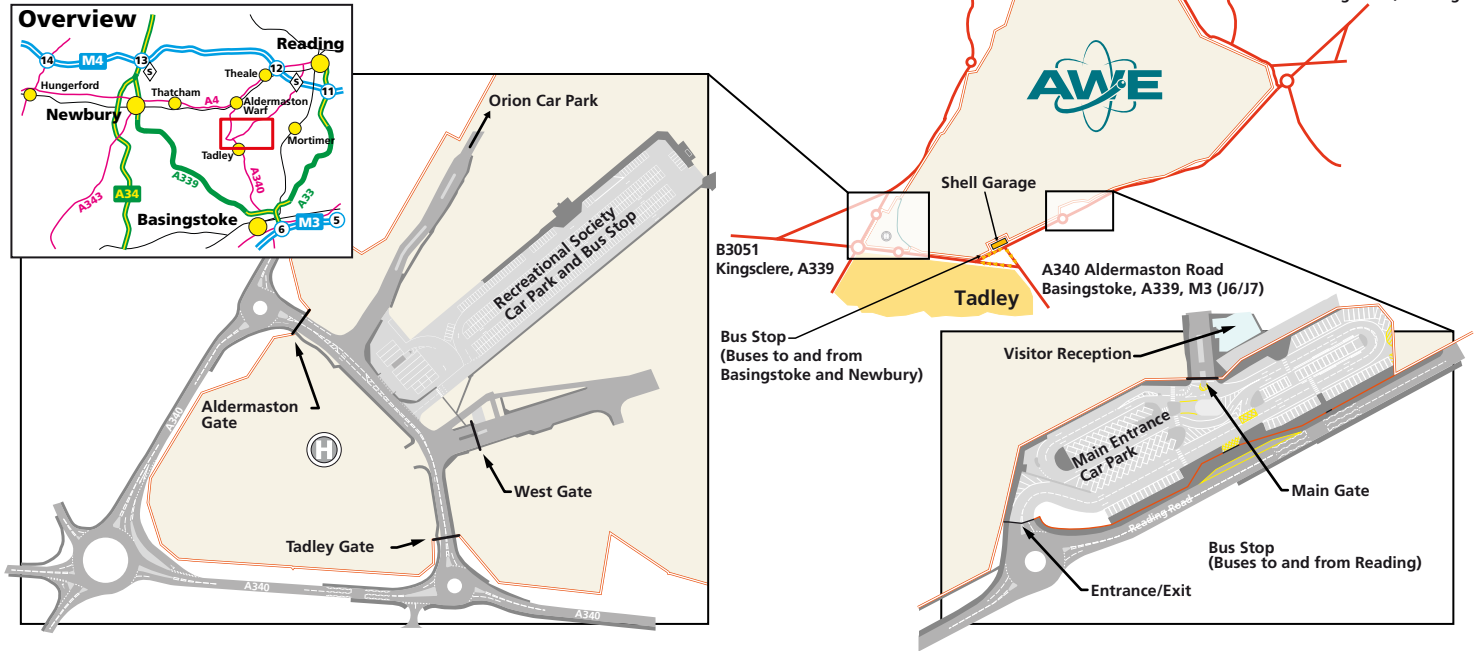 Overview
Reading
14
M4
13
S
12
Theale
S
11
Hungerford
Thatcham
A4
Aldermaston
Warf
Newbury
Mortimer
Tadley
A339
A340
A33
A343
A34
Basingstoke
6
M3
5
Orion Car Park
Recreational Society
Car Park and Bus Stop
Aldermaston
Gate
A340
H
West Gate
Tadley Gate
A340
A340
AWE
Shell Garage
B3051
Kingsclere, A339
A340 Aldermaston Road
Basingstoke, A339, M3 (J6/J7)
Tadley
Bus Stop
(Buses to and from
Basingstoke and Newbury)
Visitor Reception
Main Entrance
Car Park
Main Gate
Reading Road
Bus Stop
(Buses to and from Reading)
Entrance/Exit